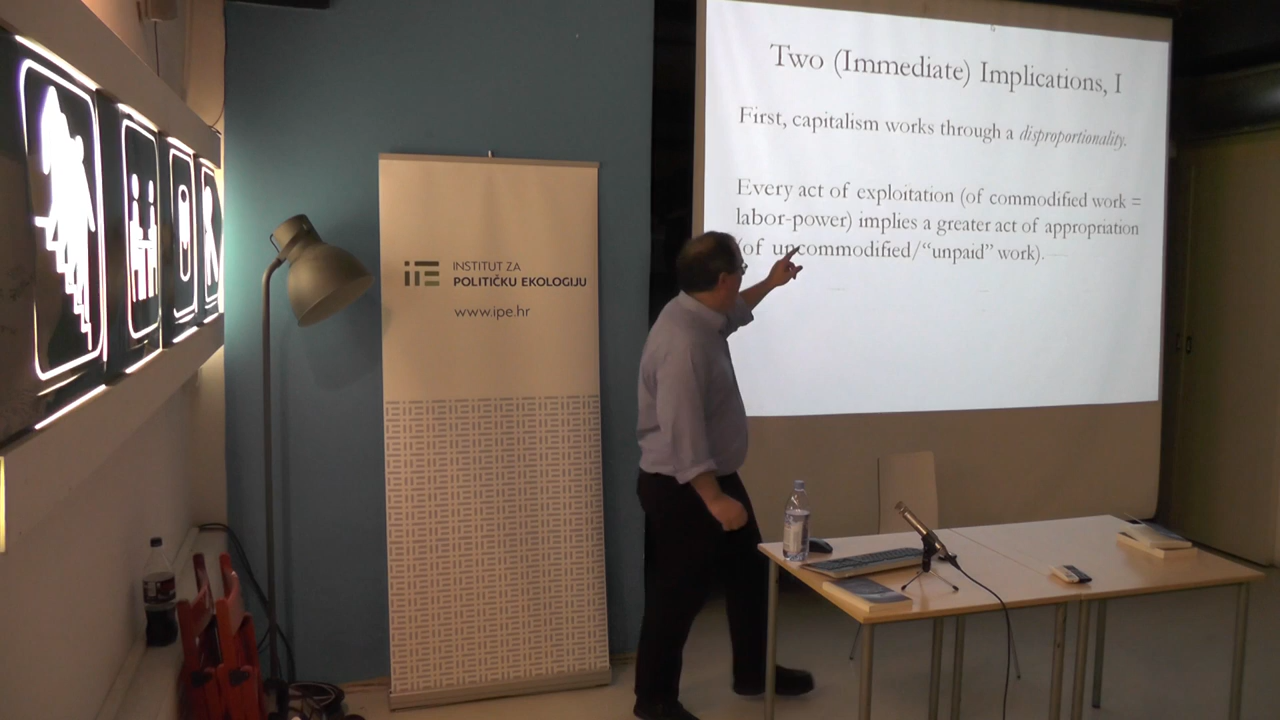 Two (Immediate) Implications, I
First, capitalism works through a disproportionality.
Every act of exploitation (of commodified work =
labor-power) implies a greater act of appropriation
(of uncommodified/“unpaid” work).
INSTITUT ZA
POLITIČKU EKOLOGIJU
www.ipe.hr